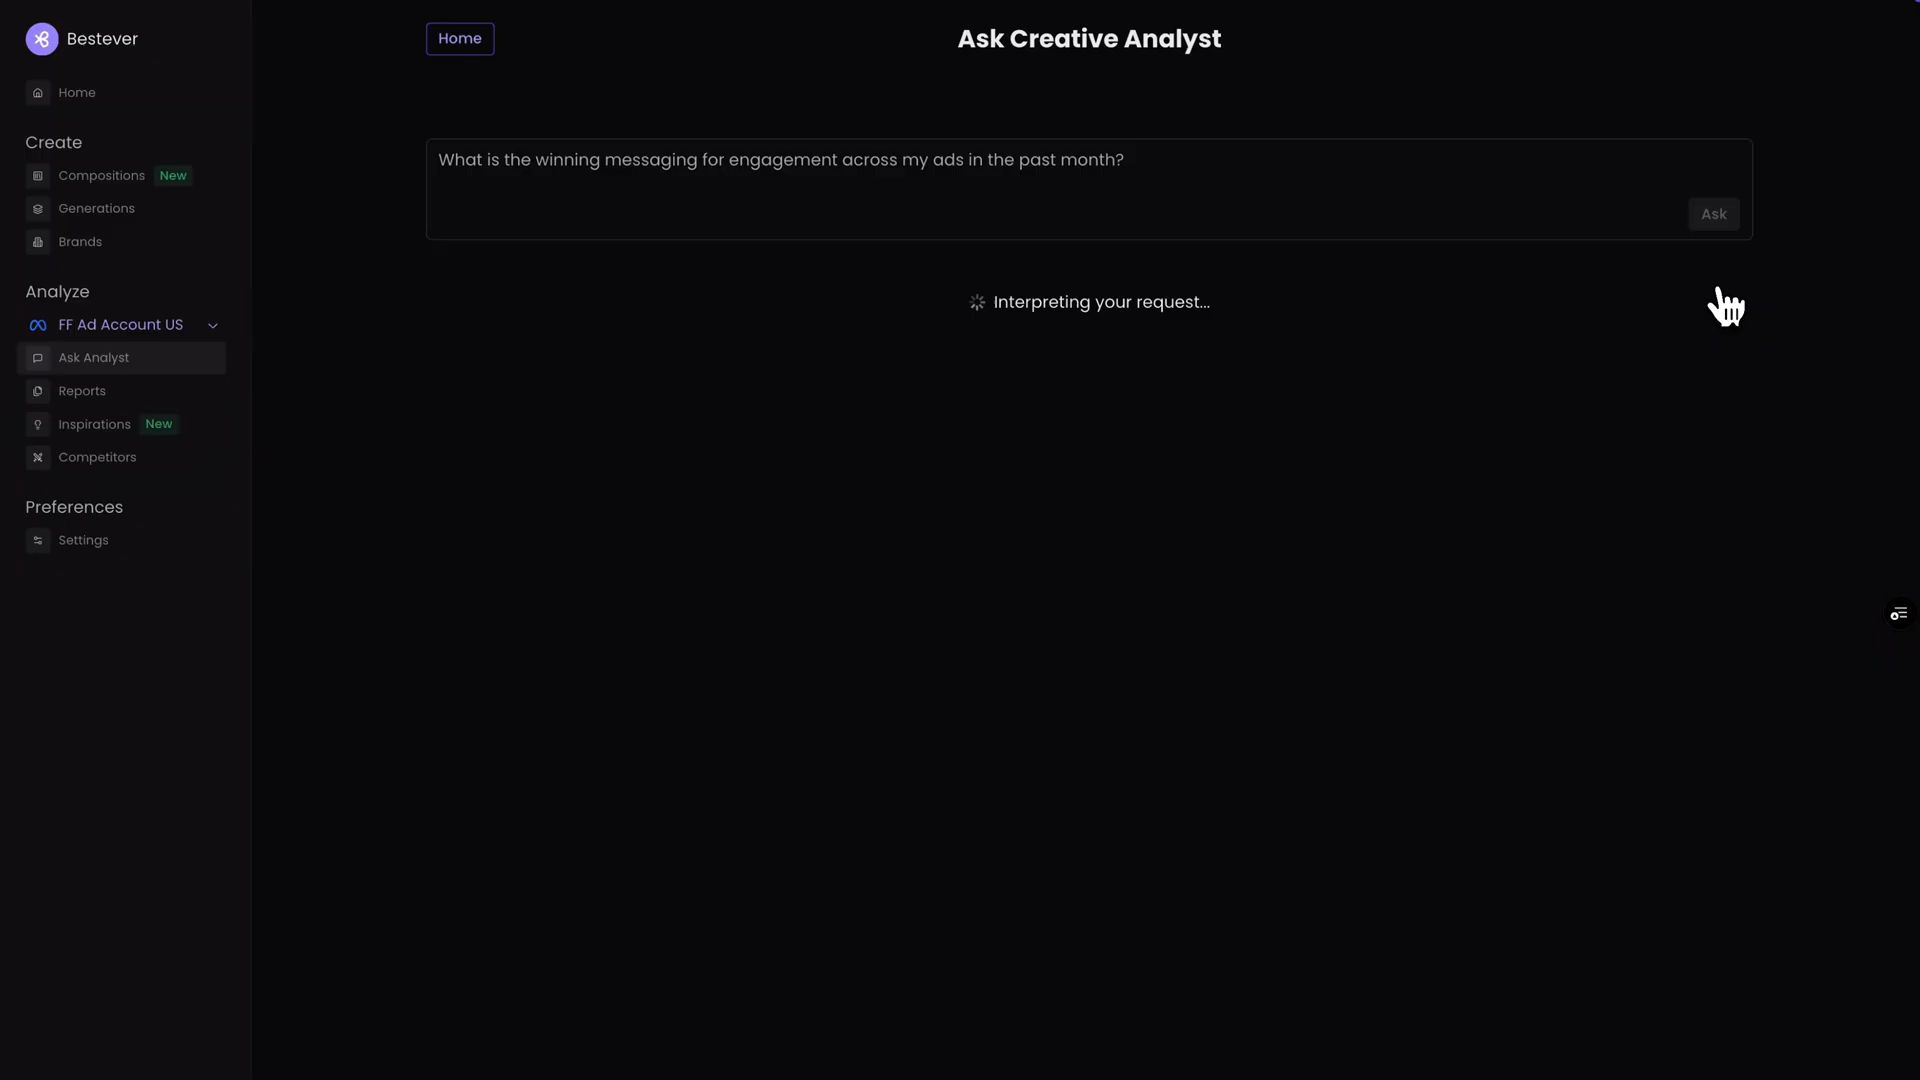 Bestever
Home
Create
Compositions New
Generations
Brands
Analyze
FF Ad Account US
Ask Analyst
Reports
Inspirations New
Competitors
Preferences
Settings
Home
Ask Creative Analyst
What is the winning messaging for engagement across my ads in the past month?
Ask
Interpreting your request...